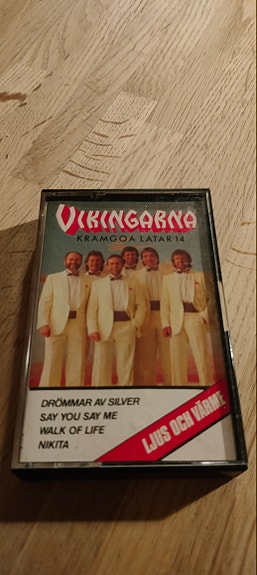 VIKINGARNA
KRAMGOA LÅTAR 14
DRÖMMAR AV SILVER
SAY YOU SAY ME
WALK OF LIFE
NIKITA
LJUS OCH VÄRME